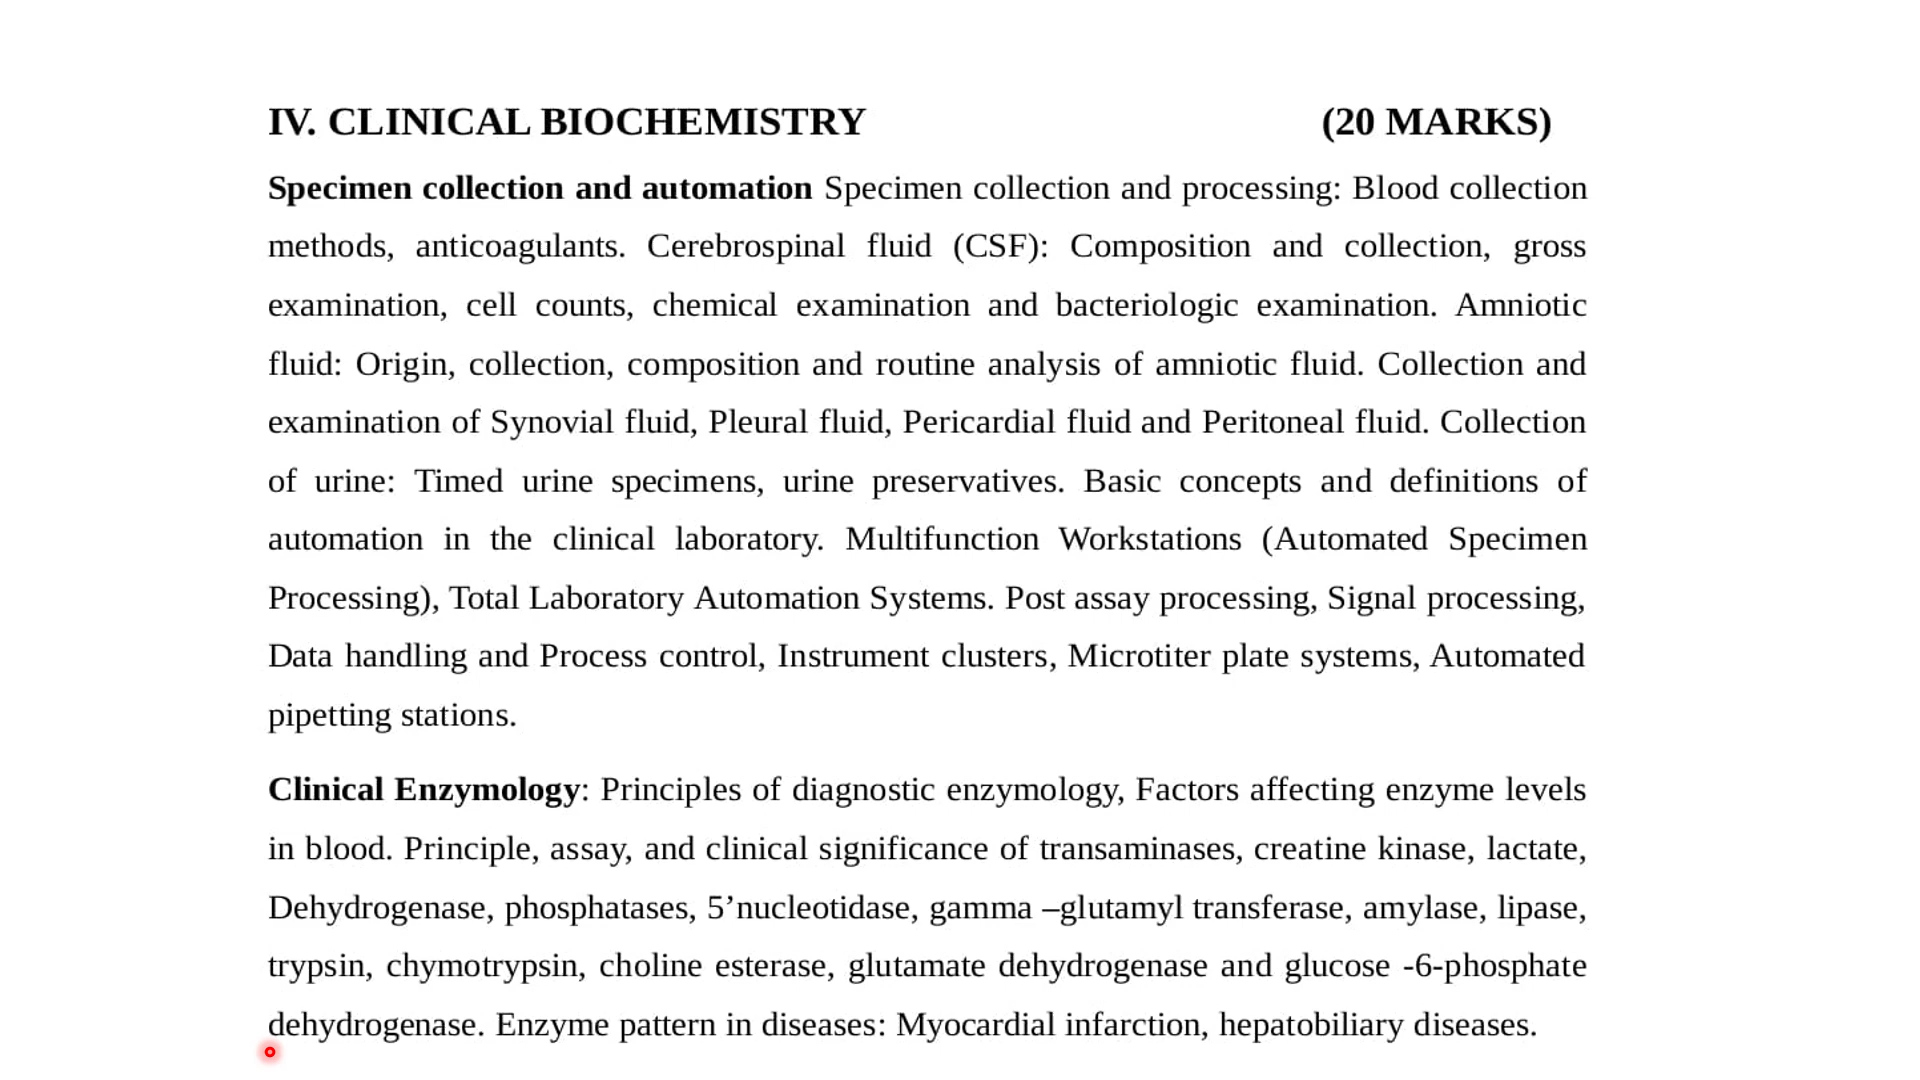 IV. CLINICAL BIOCHEMISTRY (20 MARKS)
Specimen collection and automation Specimen collection and processing: Blood collection
methods, anticoagulants. Cerebrospinal fluid (CSF): Composition and collection, gross
examination, cell counts, chemical examination and bacteriologic examination. Amniotic
fluid: Origin, collection, composition and routine analysis of amniotic fluid. Collection and
examination of Synovial fluid, Pleural fluid, Pericardial fluid and Peritoneal fluid. Collection
of urine: Timed urine specimens, urine preservatives. Basic concepts and definitions of
automation in the clinical laboratory. Multifunction Workstations (Automated Specimen
Processing), Total Laboratory Automation Systems. Post assay processing, Signal processing,
Data handling and Process control, Instrument clusters, Microtiter plate systems, Automated
pipetting stations.
Clinical Enzymology: Principles of diagnostic enzymology, Factors affecting enzyme levels
in blood. Principle, assay, and clinical significance of transaminases, creatine kinase, lactate,
Dehydrogenase, phosphatases, 5’nucleotidase, gamma –glutamyl transferase, amylase, lipase,
trypsin, chymotrypsin, choline esterase, glutamate dehydrogenase and glucose -6-phosphate
dehydrogenase. Enzyme pattern in diseases: Myocardial infarction, hepatobiliary diseases.